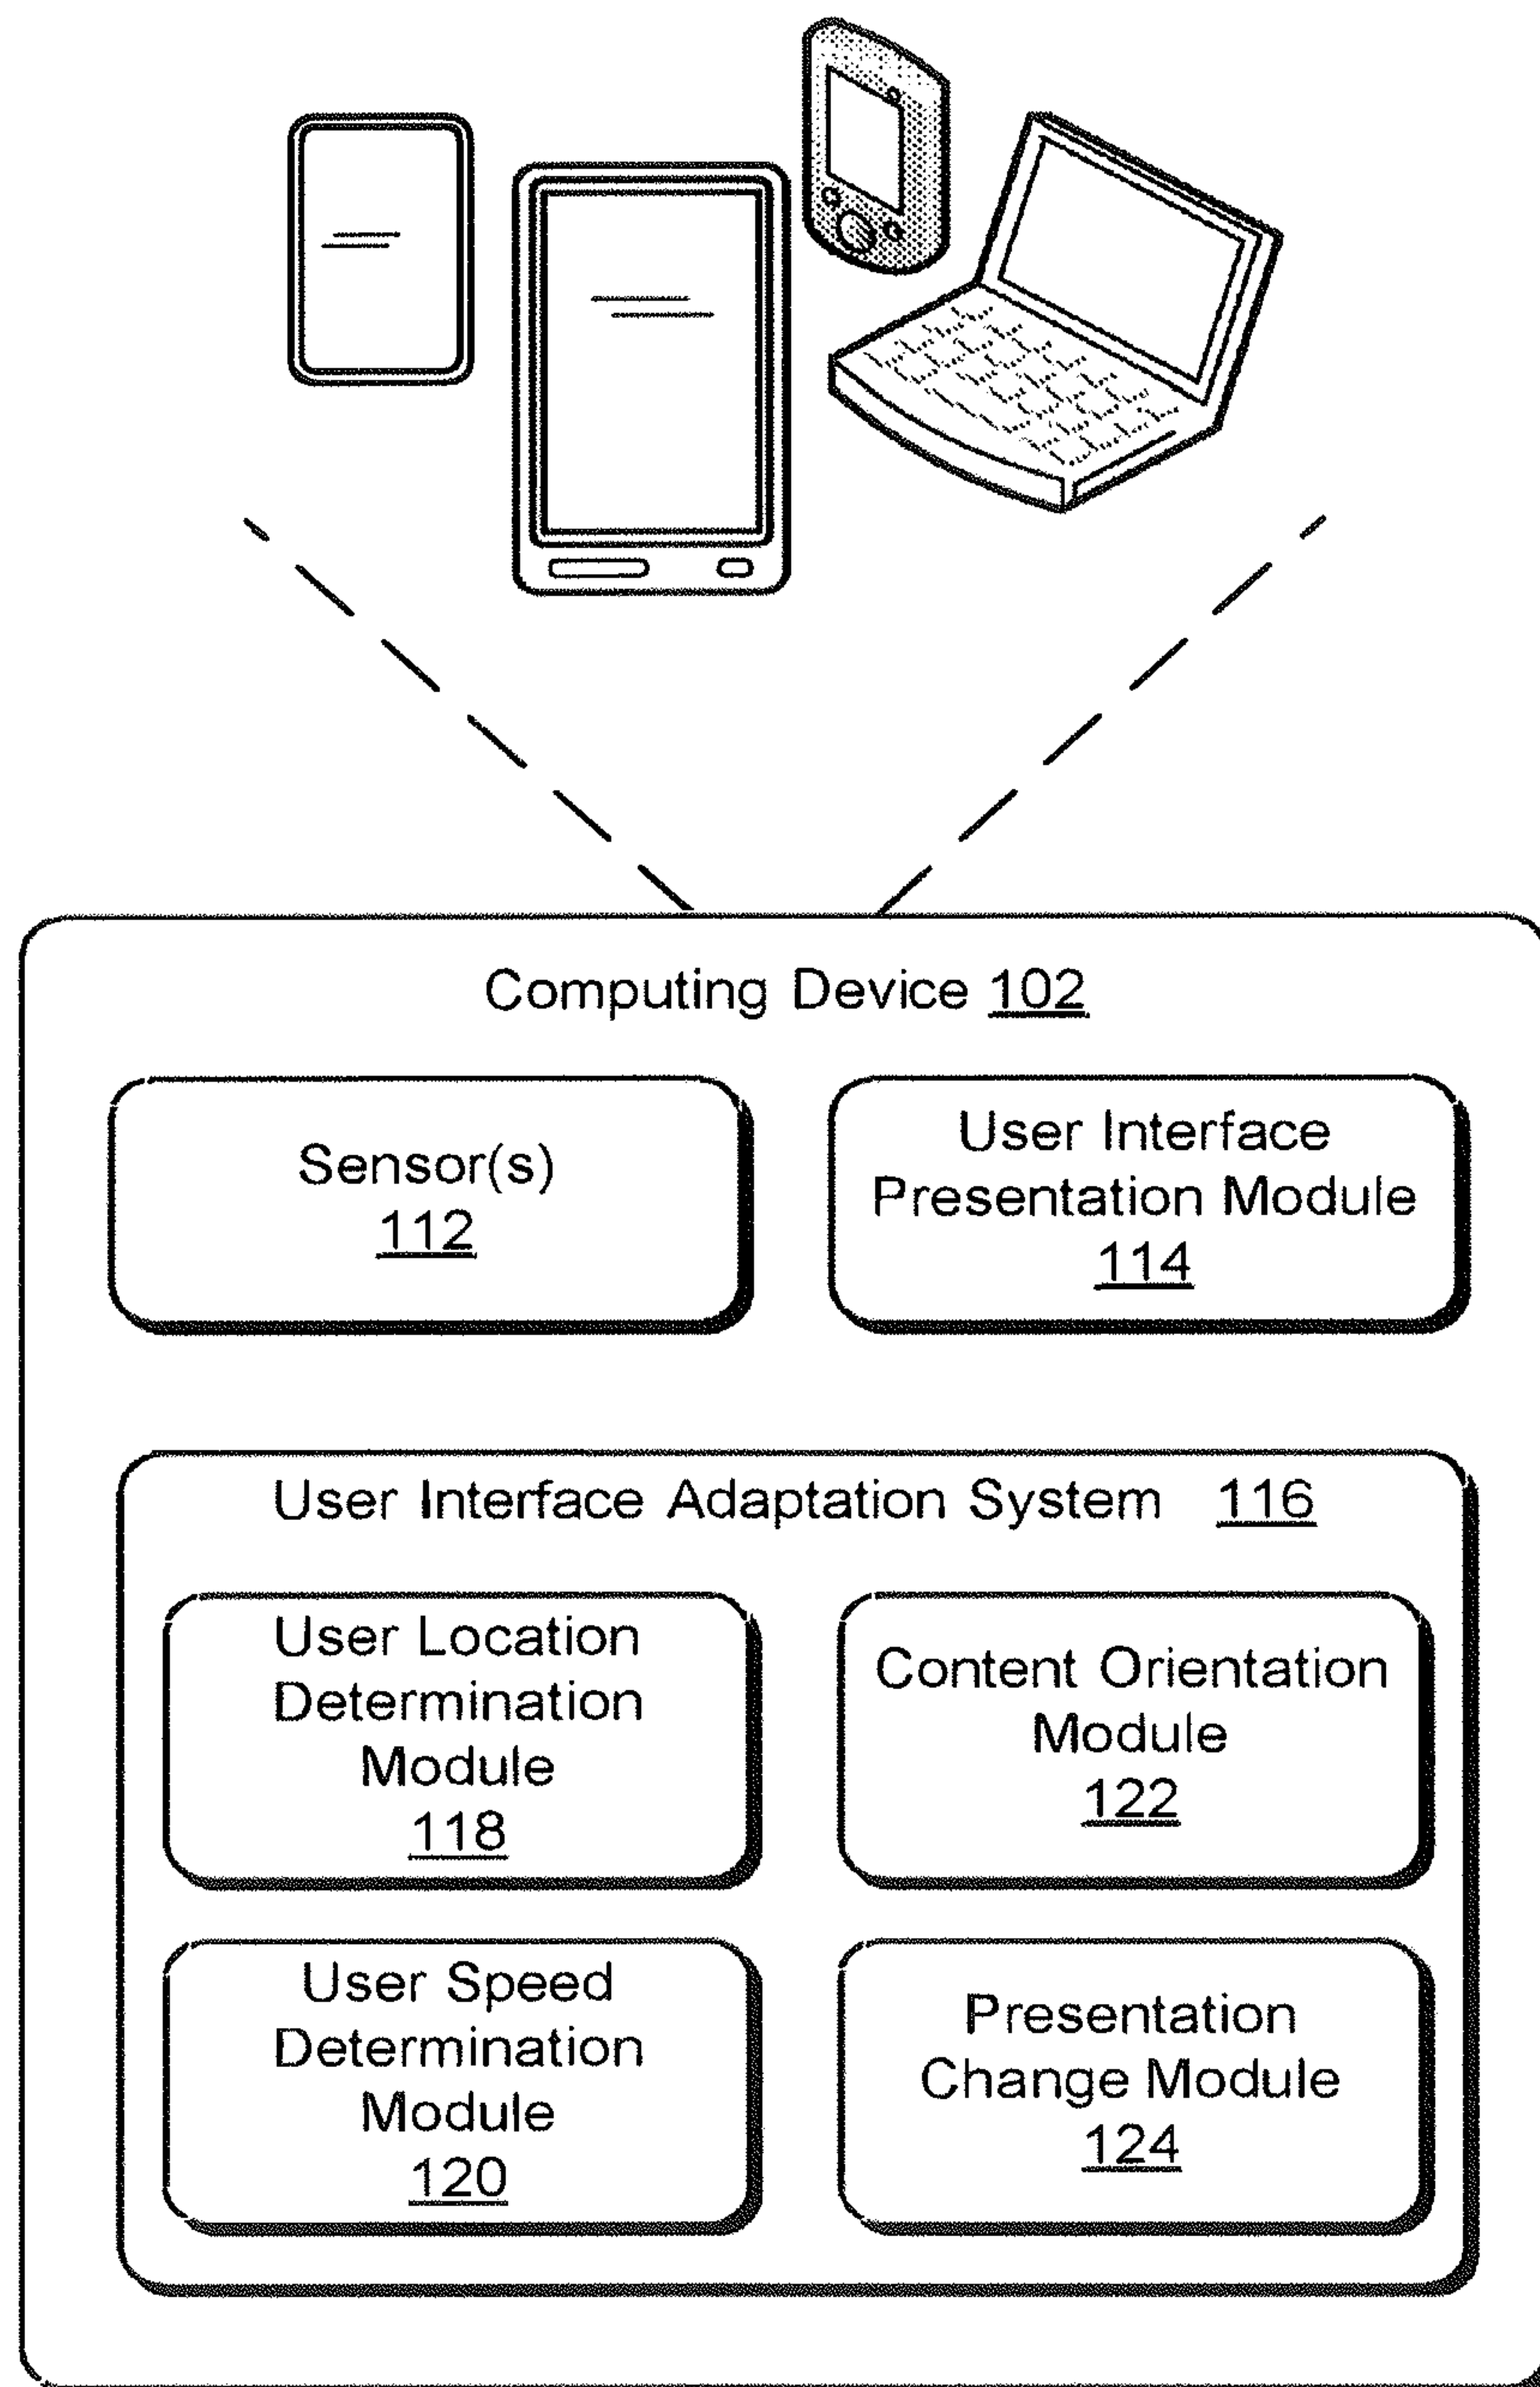 Computing Device 102
Sensor(s)
112
User Interface
Presentation Module
114
User Interface Adaptation System 116
User Location
Determination
Module
118
Content Orientation
Module
122
User Speed
Determination
Module
120
Presentation
Change Module
124